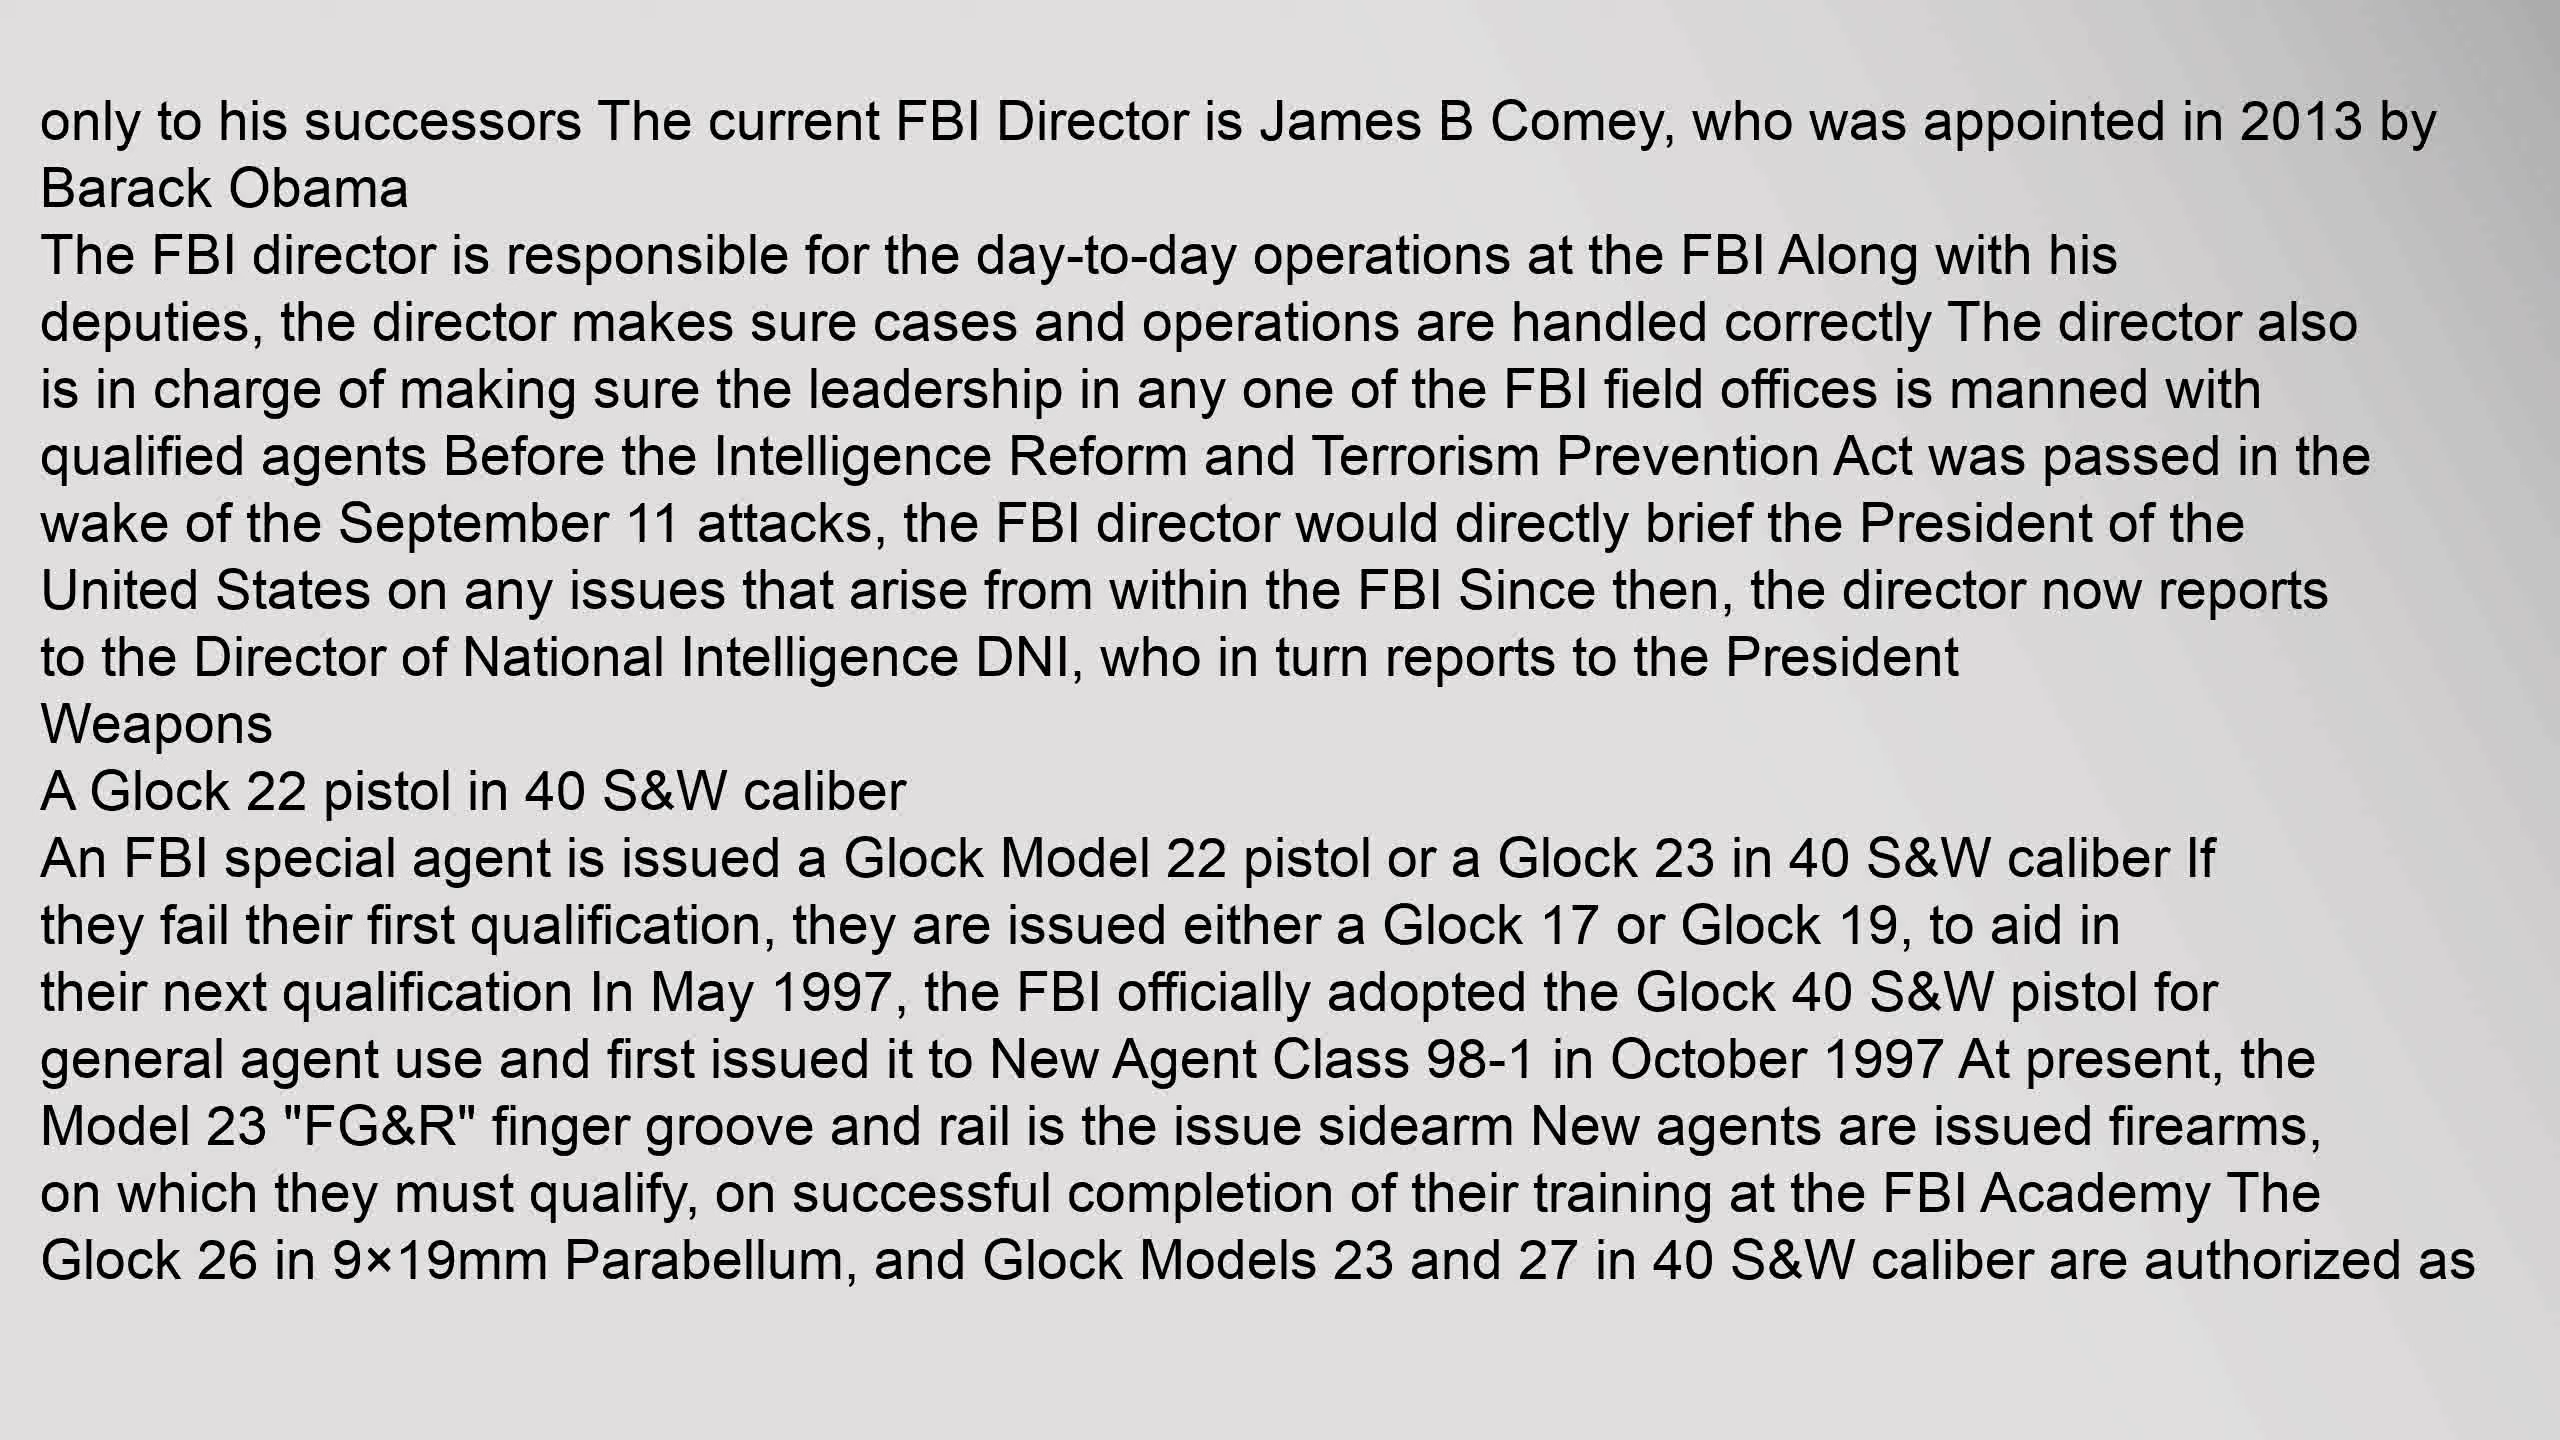 only to his successors The current FBI Director is James B Comey, who was appointed in 2013 by
Barack Obama
The FBI director is responsible for the day-to-day operations at the FBI Along with his
deputies, the director makes sure cases and operations are handled correctly The director also
is in charge of making sure the leadership in any one of the FBI field offices is manned with
qualified agents Before the Intelligence Reform and Terrorism Prevention Act was passed in the
wake of the September 11 attacks, the FBI director would directly brief the President of the
United States on any issues that arise from within the FBI Since then, the director now reports
to the Director of National Intelligence DNI, who in turn reports to the President
Weapons
A Glock 22 pistol in 40 S&W caliber
An FBI special agent is issued a Glock Model 22 pistol or a Glock 23 in 40 S&W caliber If
they fail their first qualification, they are issued either a Glock 17 or Glock 19, to aid in
their next qualification In May 1997, the FBI officially adopted the Glock 40 S&W pistol for
general agent use and first issued it to New Agent Class 98-1 in October 1997 At present, the
Model 23 "FG&R" finger groove and rail is the issue sidearm New agents are issued firearms,
on which they must qualify, on successful completion of their training at the FBI Academy The
Glock 26 in 9×19mm Parabellum, and Glock Models 23 and 27 in 40 S&W caliber are authorized as